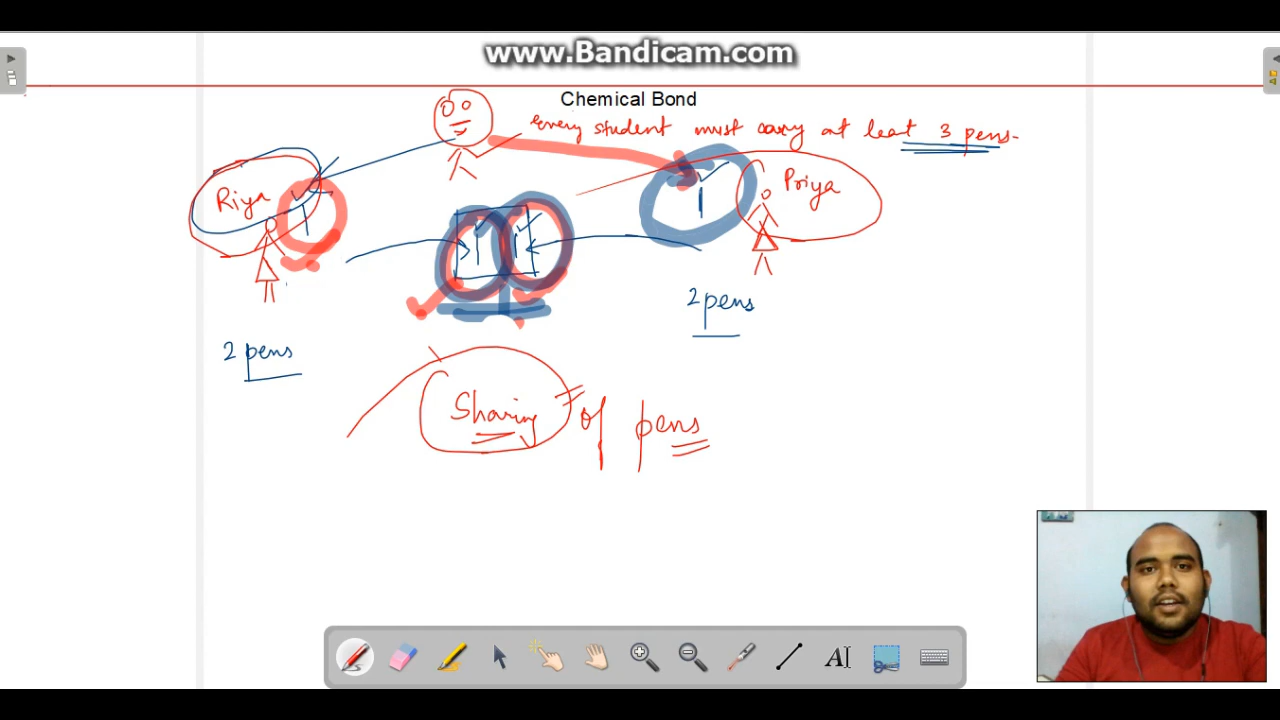 www.Bandicam.com
Chemical Bond
Every student must carry at least 3 pens.
Riya
Priya
2 pens
2 pens
Sharing of pens